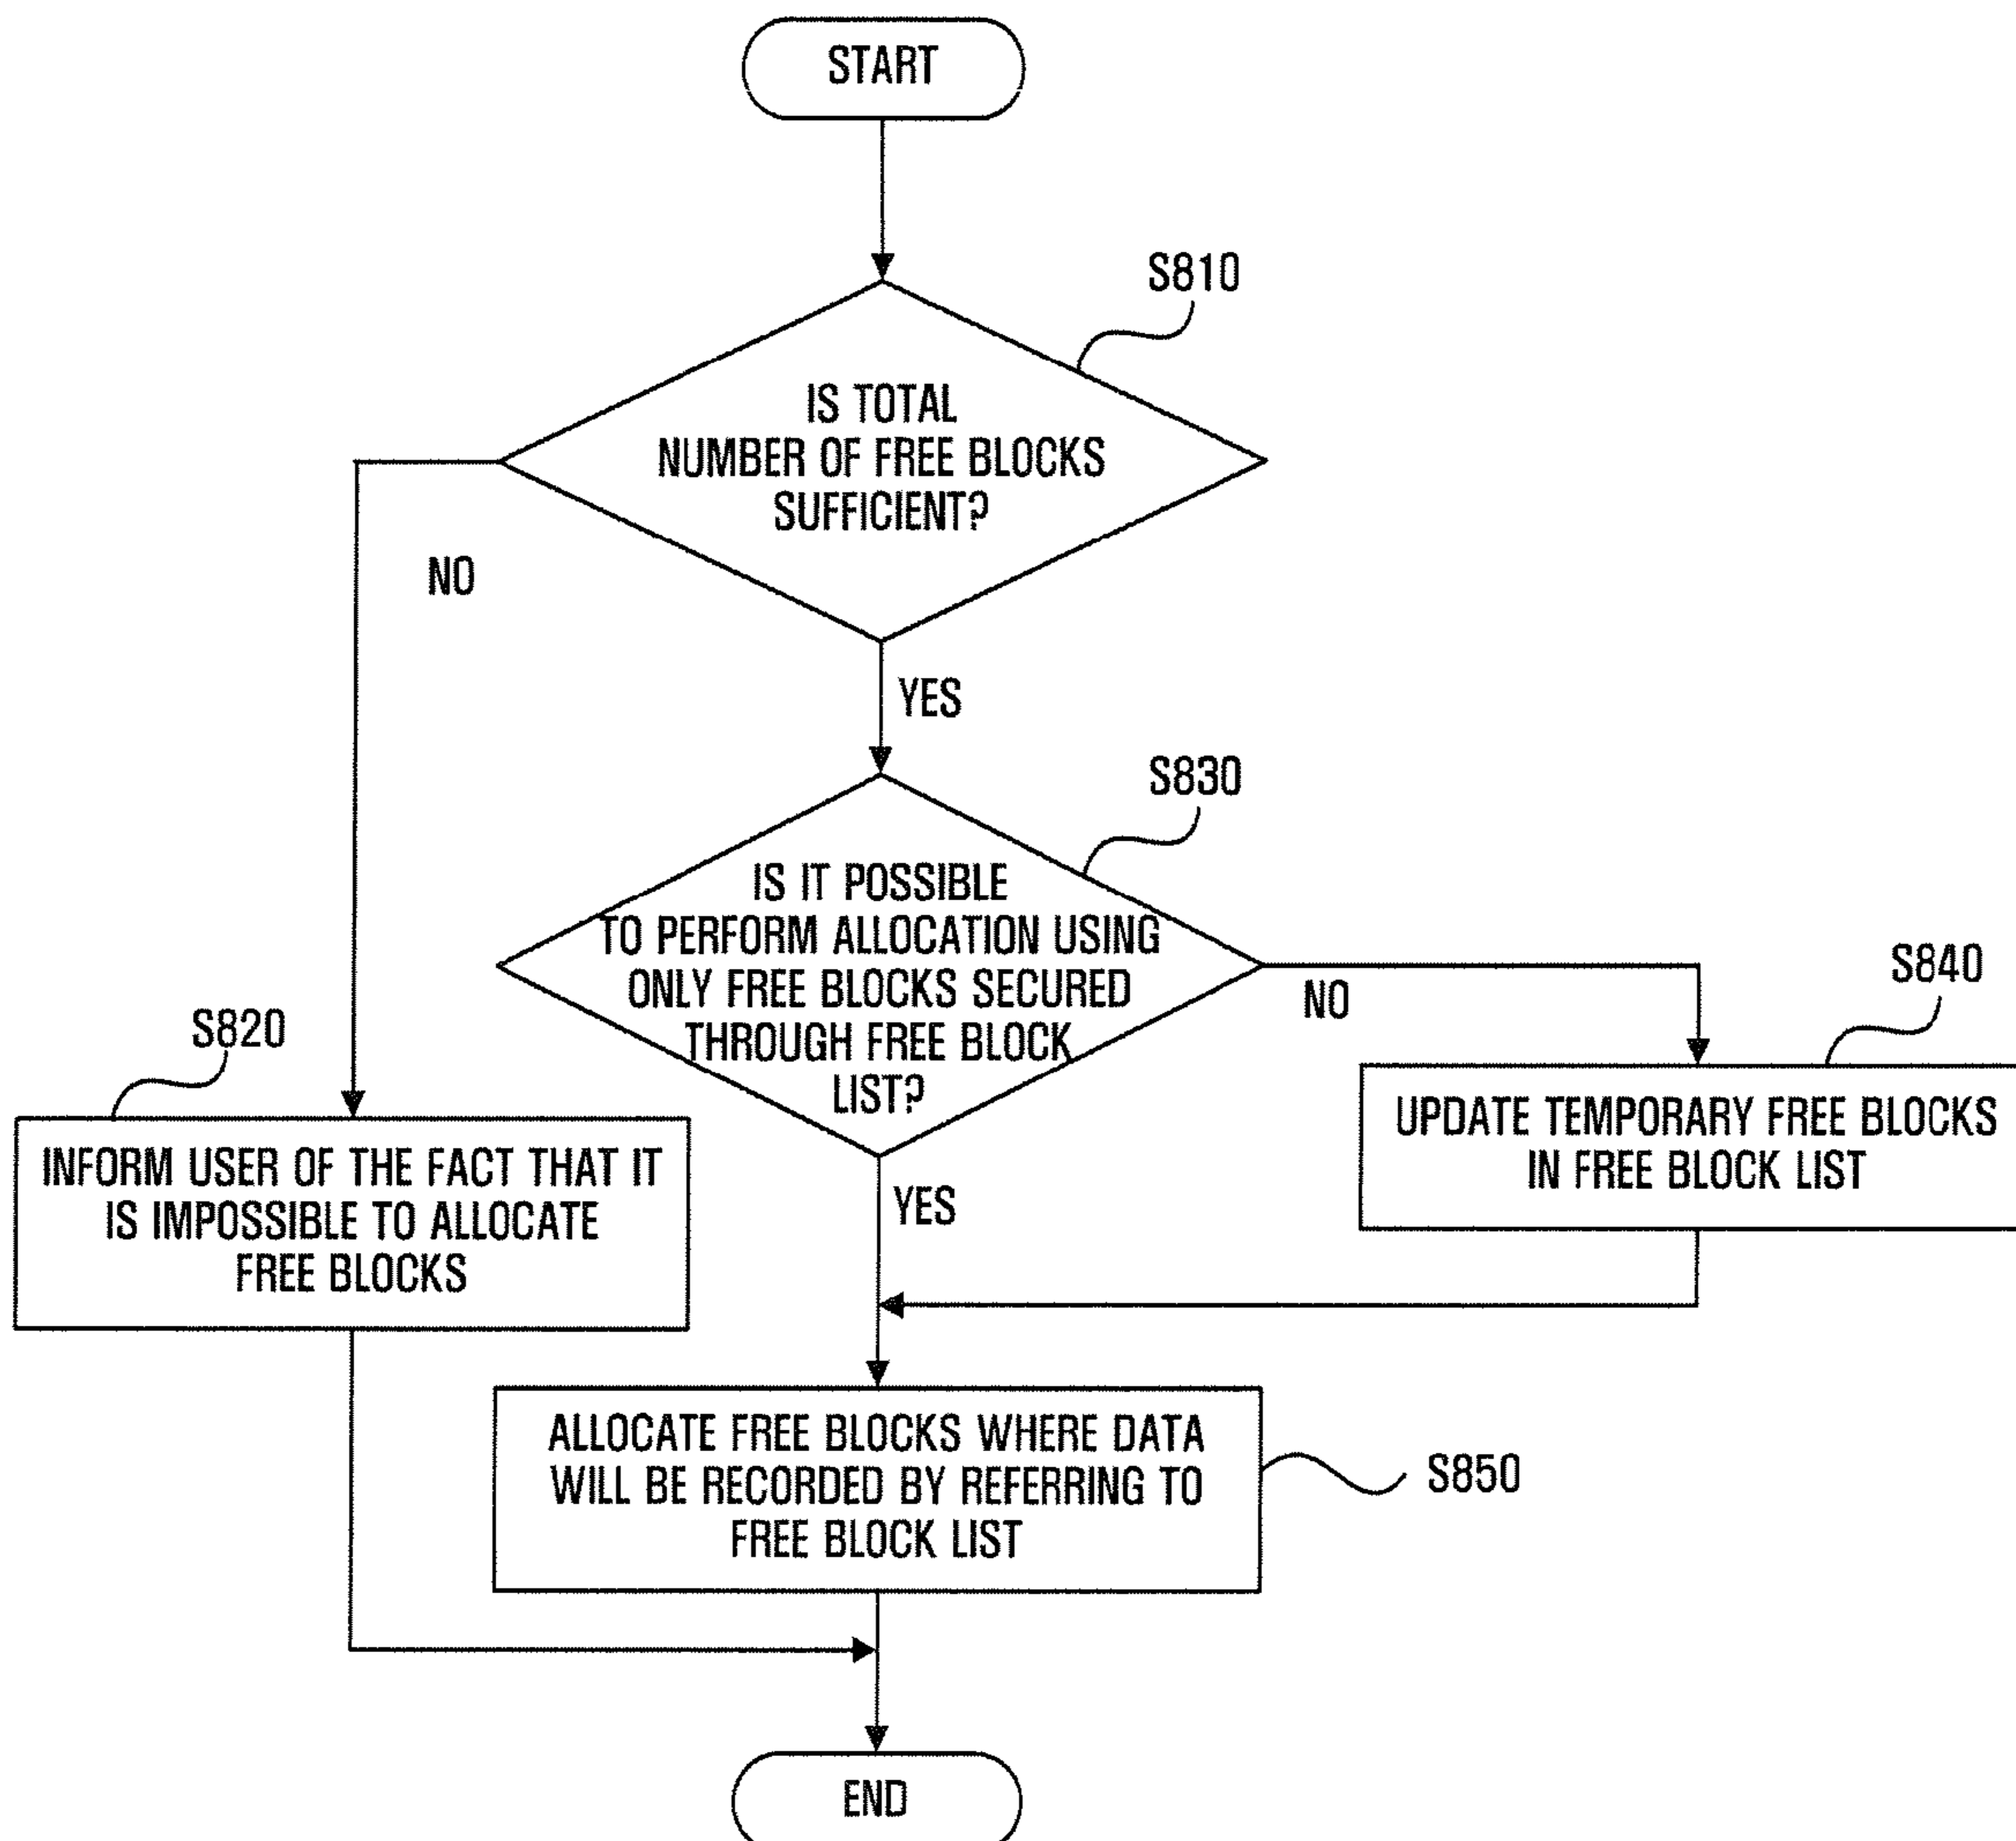 START
S810
IS TOTAL
NUMBER OF FREE BLOCKS
SUFFICIENT?
NO
YES
S830
IS IT POSSIBLE
TO PERFORM ALLOCATION USING
ONLY FREE BLOCKS SECURED
THROUGH FREE BLOCK
LIST?
NO
S840
UPDATE TEMPORARY FREE BLOCKS
IN FREE BLOCK LIST
S820
INFORM USER OF THE FACT THAT IT
IS IMPOSSIBLE TO ALLOCATE
FREE BLOCKS
YES
ALLOCATE FREE BLOCKS WHERE DATA
WILL BE RECORDED BY REFERRING TO
FREE BLOCK LIST
S850
END